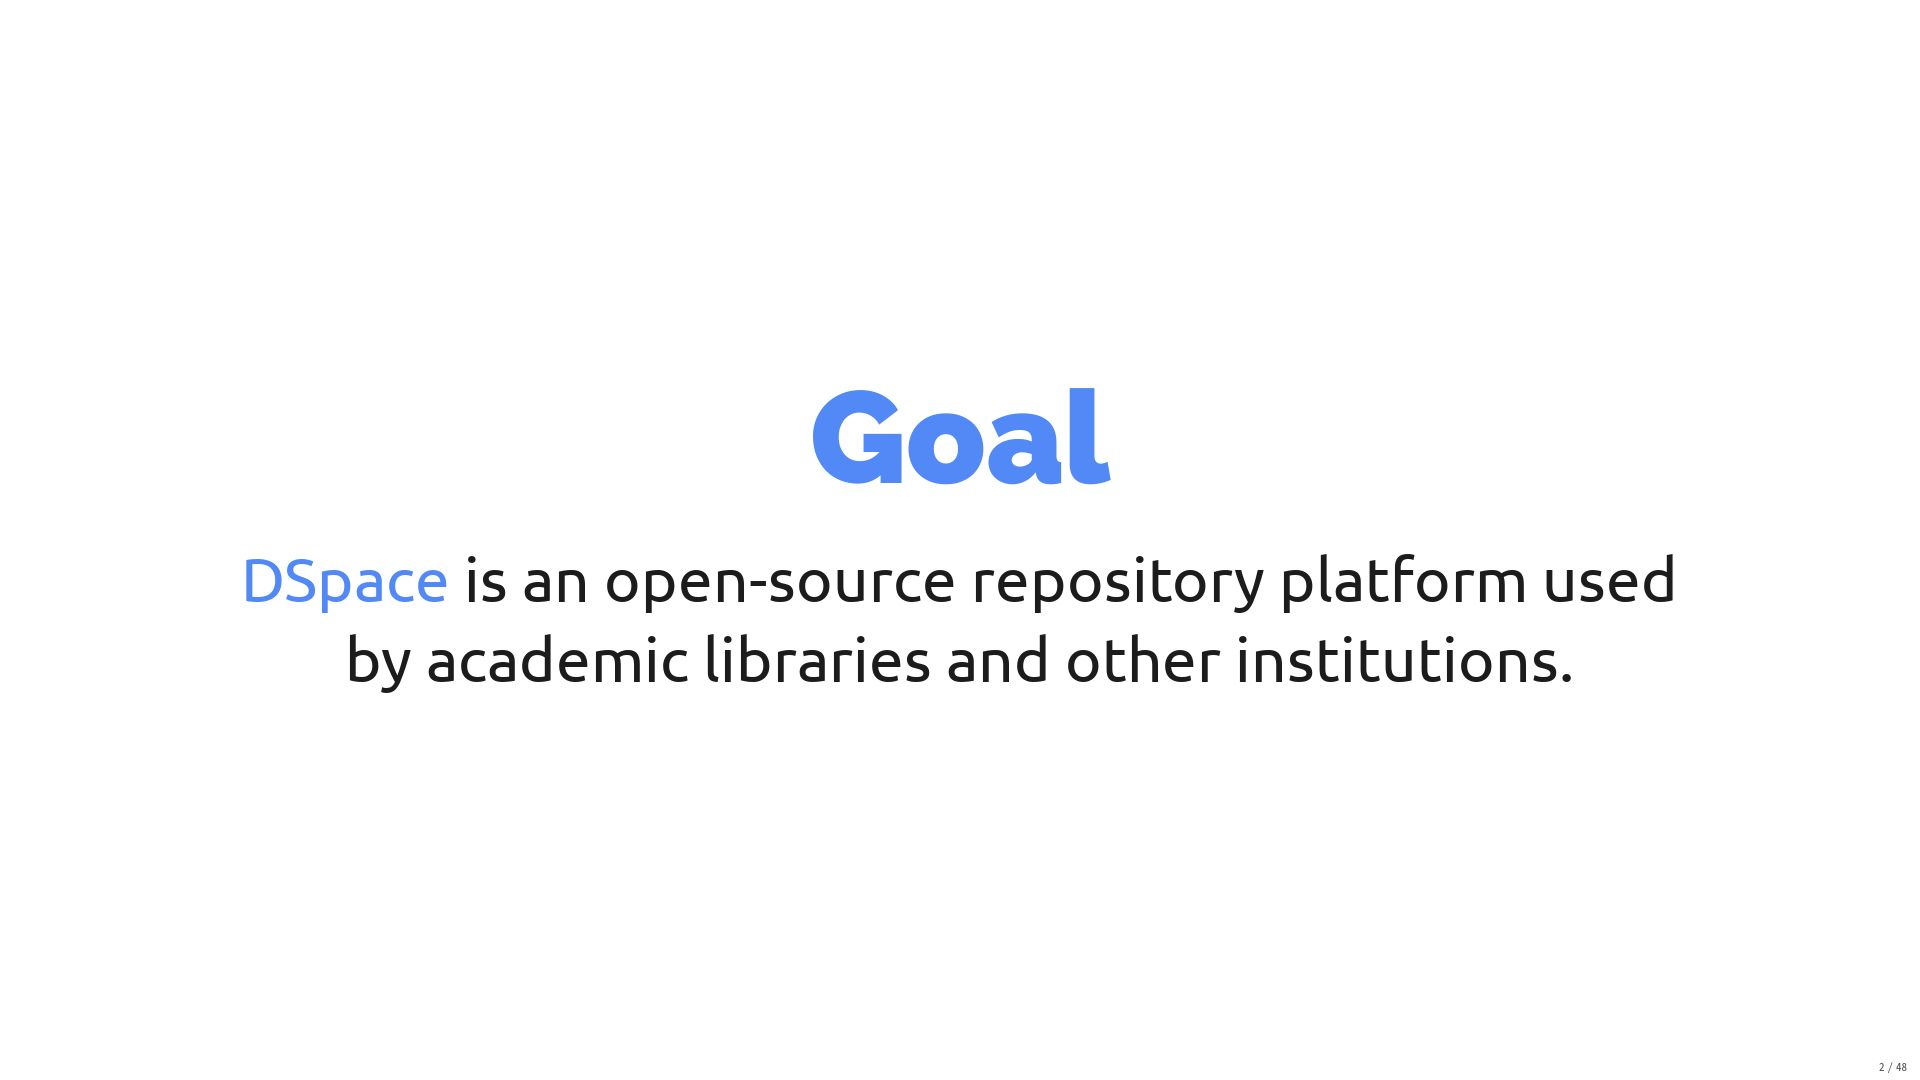 Goal
DSpace is an open-source repository platform used
by academic libraries and other institutions.
2 / 48